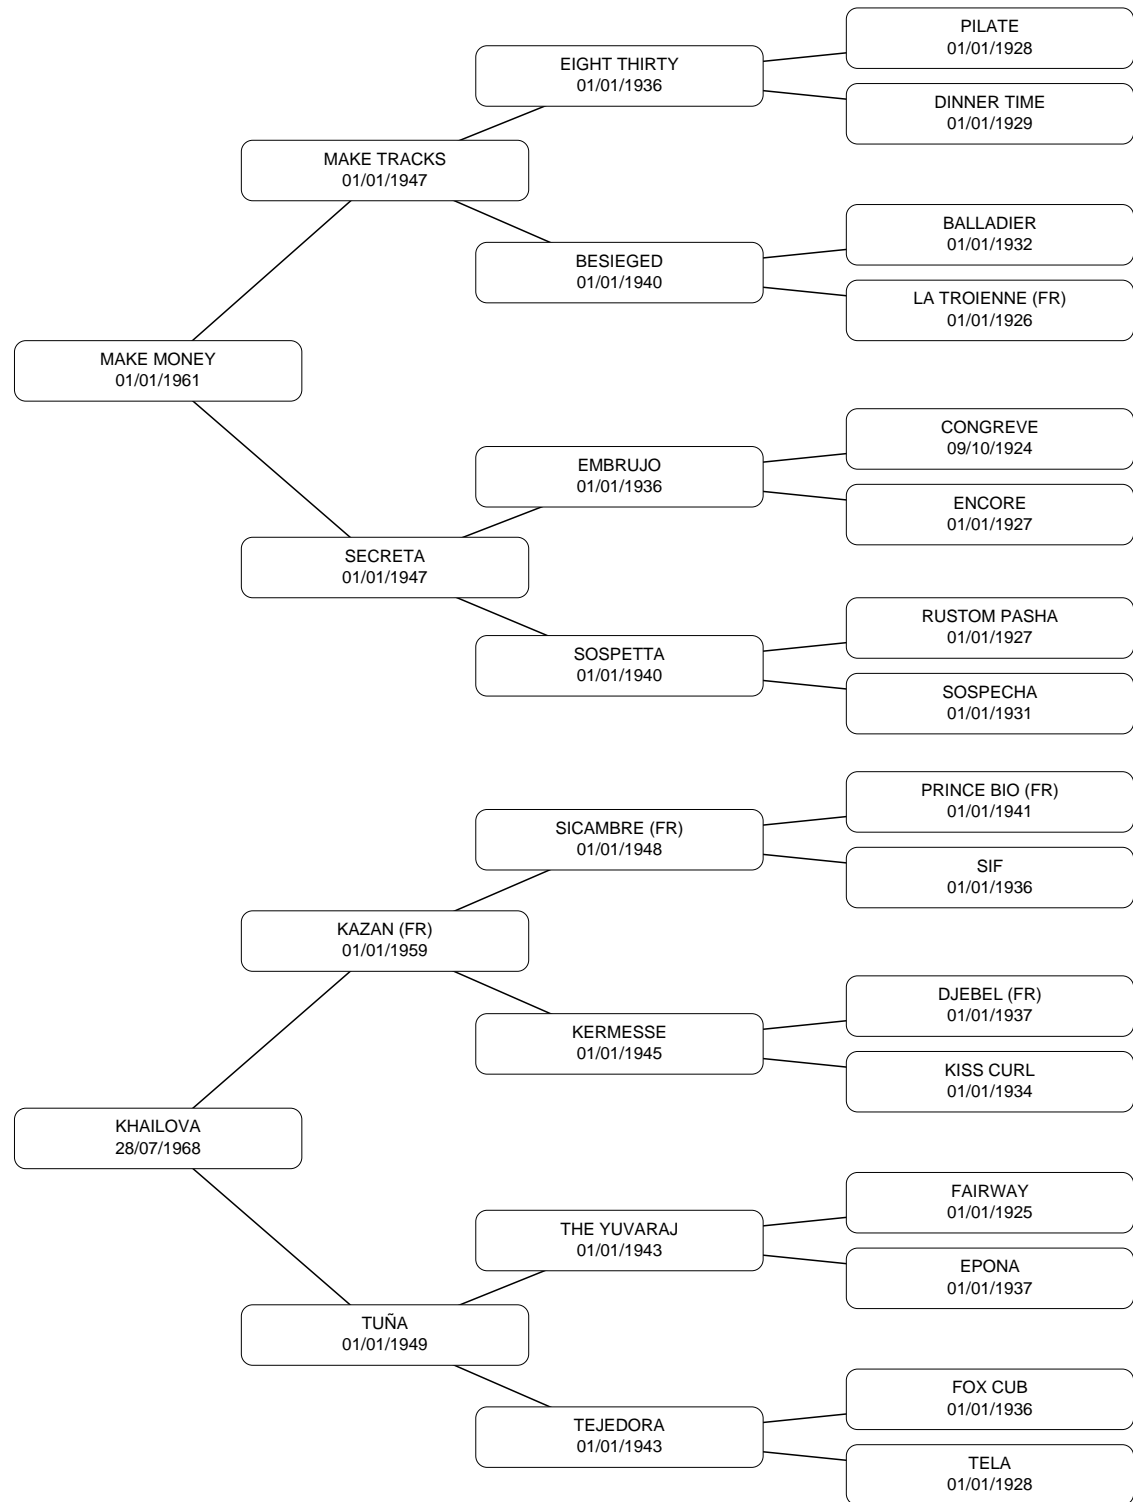 PILATE
01/01/1928
EIGHT THIRTY
01/01/1936
DINNER TIME
01/01/1929
MAKE TRACKS
01/01/1947
BALLADIER
01/01/1932
BESIEGED
01/01/1940
LA TROIENNE (FR)
01/01/1926
MAKE MONEY
01/01/1961
CONGREVE
09/10/1924
EMBRUJO
01/01/1936
ENCORE
01/01/1927
SECRETA
01/01/1947
RUSTOM PASHA
01/01/1927
SOSPETTA
01/01/1940
SOSPECHA
01/01/1931
PRINCE BIO (FR)
01/01/1941
SICAMBRE (FR)
01/01/1948
SIF
01/01/1936
KAZAN (FR)
01/01/1959
DJEBEL (FR)
01/01/1937
KERMESSE
01/01/1945
KISS CURL
01/01/1934
KHAILOVA
28/07/1968
FAIRWAY
01/01/1925
THE YUVARAJ
01/01/1943
EPONA
01/01/1937
TUÑA
01/01/1949
FOX CUB
01/01/1936
TEJEDORA
01/01/1943
TELA
01/01/1928